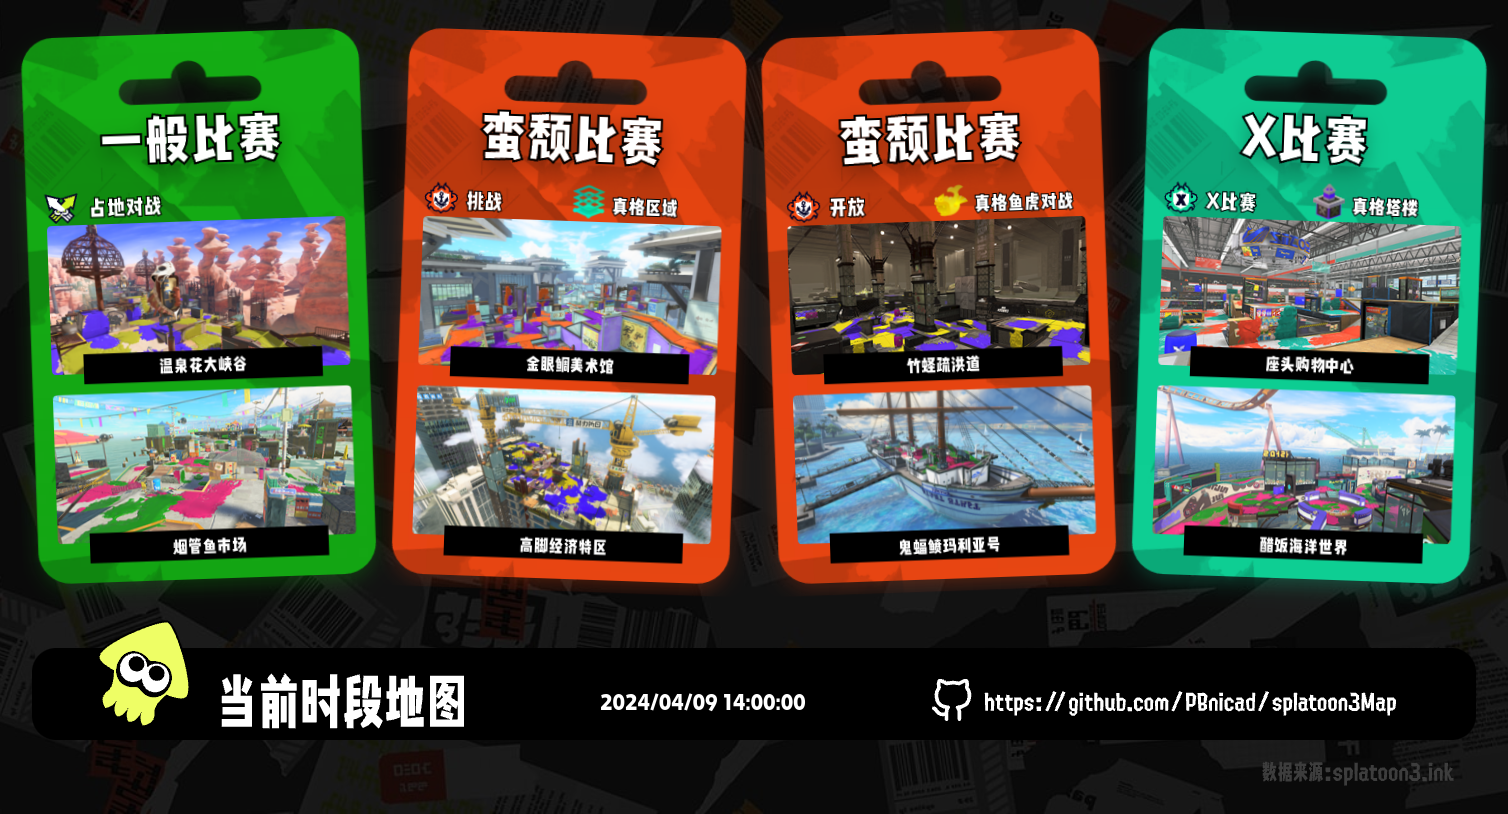 一般比赛
占地对战
温泉花大峡谷
烟管鱼市场
蛮颓比赛
挑战
真格区域
金眼鲷美术馆
高脚经济特区
蛮颓比赛
开放
真格鱼虎对战
竹蛏疏洪道
鬼蝠鲼玛利亚号
X比赛
X比赛
真格塔楼
座头购物中心
醋饭海洋世界
当前时段地图
2024/04/09 14:00:00
https://github.com/PBnicad/splatoon3Map
数据来源:splatoon3.ink